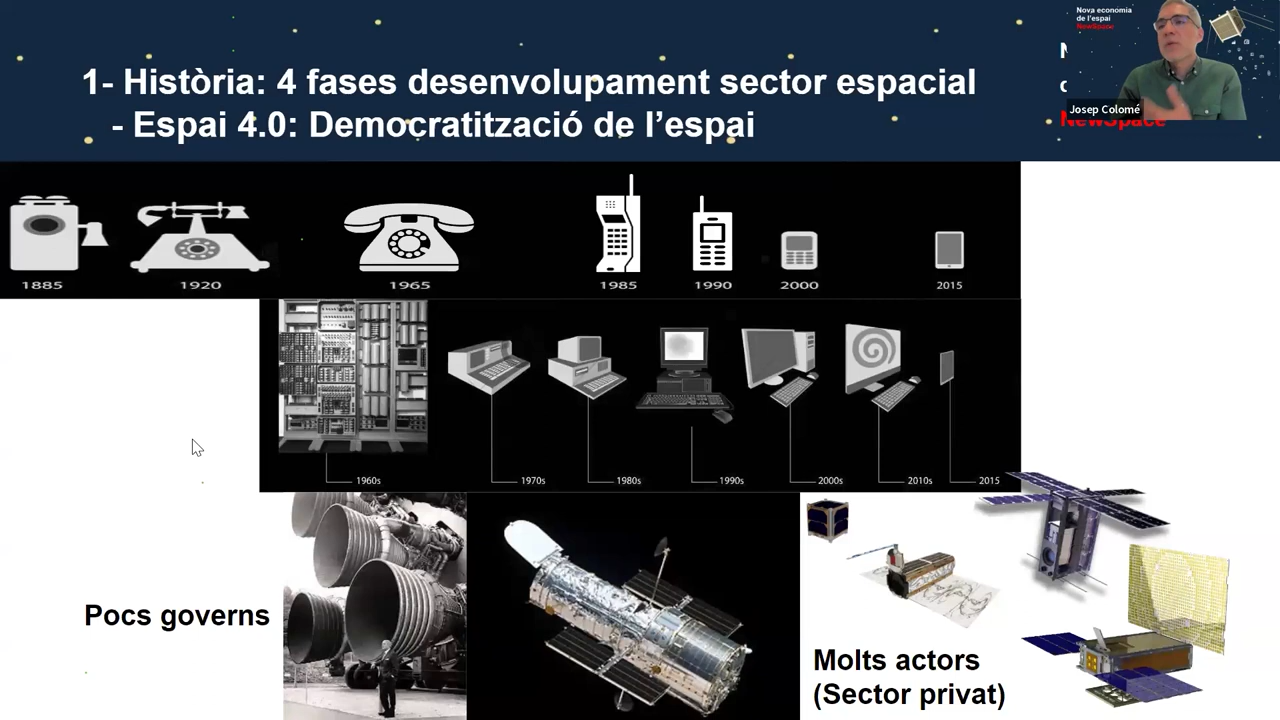 1- Història: 4 fases desenvolupament sector espacial
- Espai 4.0: Democratització de l’espai
Nova economia
de l'espai
NewSpace
Josep Colomé
NewSpace
1885
1920
1965
1985
1990
2000
2015
1960s
1970s
1980s
1990s
2000s
2010s
2015
Pocs governs
Molts actors
(Sector privat)